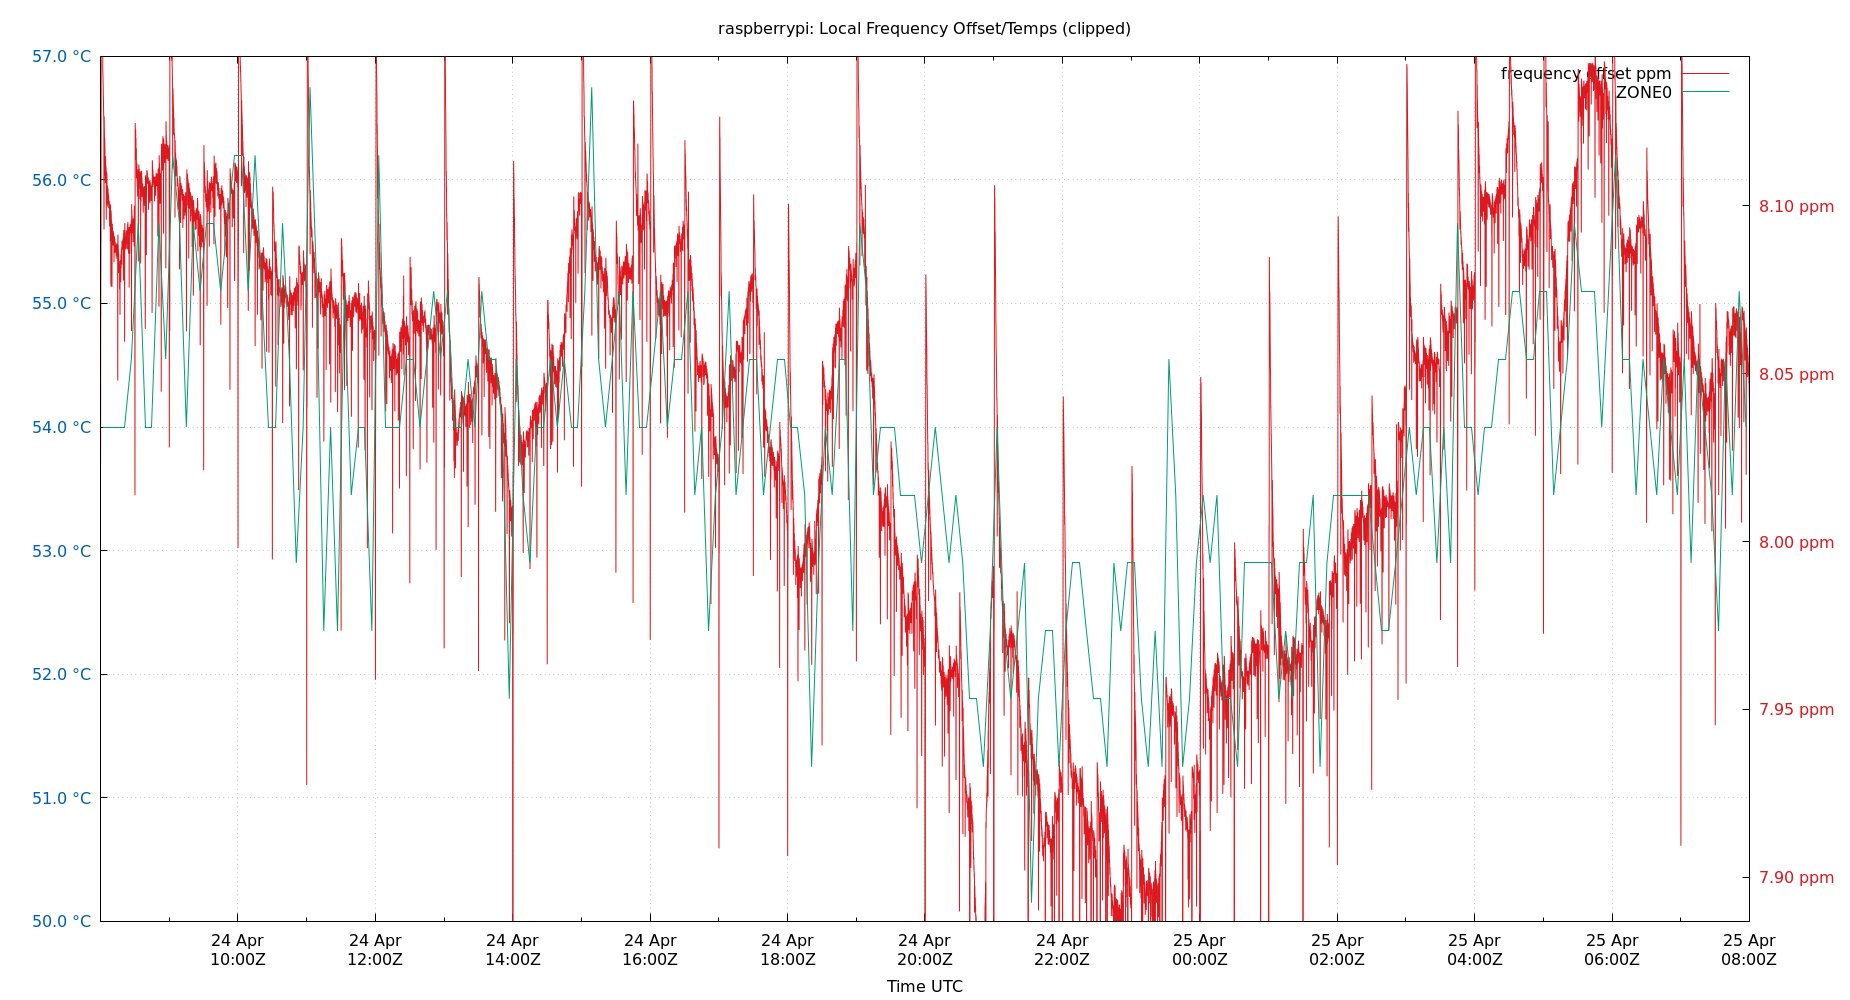 raspberrypi: Local Frequency Offset/Temps (clipped)
57.0 °C
56.0 °C
55.0 °C
54.0 °C
53.0 °C
52.0 °C
51.0 °C
50.0 °C
frequency offset ppm
ZONE0
8.10 ppm
8.05 ppm
8.00 ppm
7.95 ppm
7.90 ppm
24 Apr 24 Apr 24 Apr 24 Apr 24 Apr 24 Apr 24 Apr 25 Apr 25 Apr 25 Apr 25 Apr 25 Apr
10:00Z 12:00Z 14:00Z 16:00Z 18:00Z 20:00Z 22:00Z 00:00Z 02:00Z 04:00Z 06:00Z 08:00Z
Time UTC